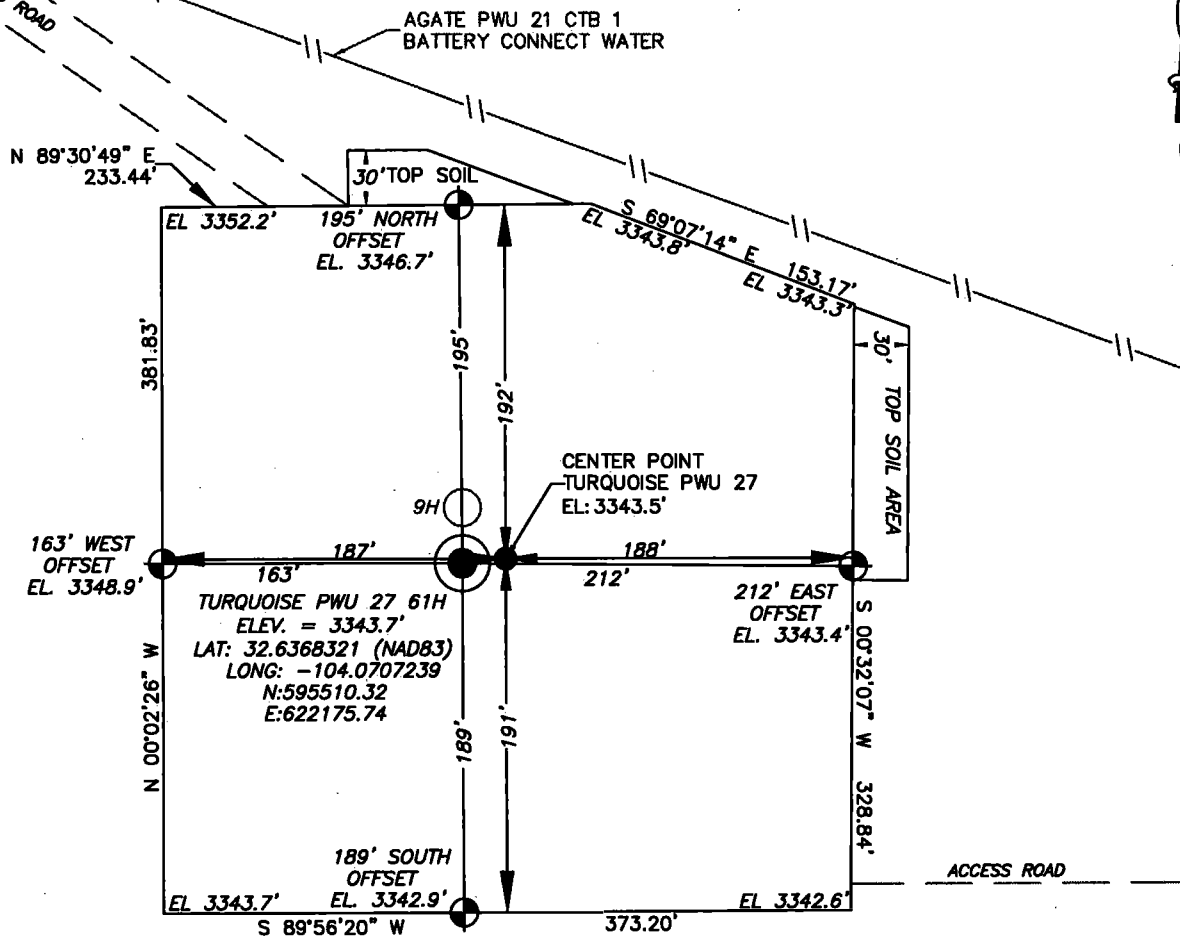 ROAD
AGATE PWU 21 CTB 1
BATTERY CONNECT WATER
N 89°30'49" E
233.44'
30' TOP SOIL
EL 3352.2'
195' NORTH
OFFSET
EL. 3346.7'
S 69°07'14" E 153.17'
EL 3343.8'
EL 3343.3'
381.83'
195'
192'
30' TOP SOIL AREA
CENTER POINT
TURQUOISE PWU 27
EL: 3343.5'
9H
163' WEST
OFFSET
EL. 3348.9'
187'
163'
188'
212'
TURQUOISE PWU 27 61H
ELEV. = 3343.7'
LAT: 32.6368321 (NAD83)
LONG: -104.0707239
N:595510.32
E:622175.74
212' EAST
OFFSET
EL. 3343.4'
N 00°02'26" W
189'
191'
S 00°32'07" W 328.84'
189' SOUTH
OFFSET
EL. 3342.9'
ACCESS ROAD
EL 3343.7'
EL 3342.6'
S 89°56'20" W
373.20'